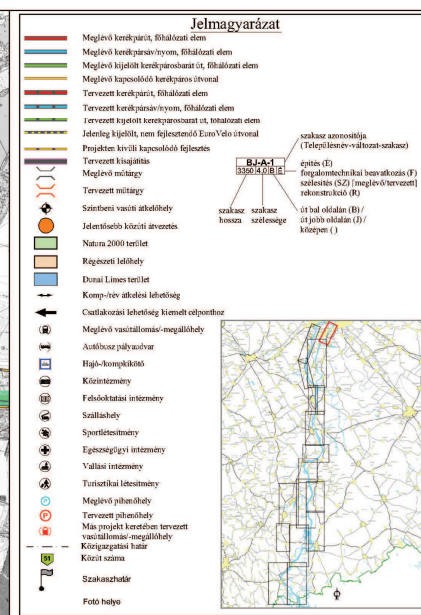 Jelmagyarázat
Meglévő kerékpárút, főhálózati elem
Meglévő kerékpársáv/nyom, főhálózati elem
Meglévő kijelölt kerékpárosbarát út, főhálózati elem
Meglévő kapcsolódó kerékpáros útvonal
Tervezett kerékpárút, főhálózati elem
Tervezett kerékpársáv/nyom, főhálózati elem
Tervezett kijelölt kerékpárosbarát út, főhálózati elem
Jelenleg kijelölt, nem fejlesztendő EuroVelo útvonal
Projekten kívüli kapcsolódó fejlesztés
Tervezett kisajátítás
Meglévő műtárgy
Tervezett műtárgy
Szintbeni vasúti átkelőhely
Jelentősebb közúti átvezetés
Natura 2000 terület
Régészeti lelőhely
Dunai Limes terület
Komp-/rév átkelési lehetőség
Csatlakozási lehetőség kiemelt célponthoz
Meglévő vasútállomás/-megállóhely
Autóbusz pályaudvar
Hajó-/kompkikötő
Közintézmény
Felsőoktatási intézmény
Szálláshely
Sportlétesítmény
Egészségügyi intézmény
Vallási intézmény
Turisztikai létesítmény
P Meglévő pihenőhely
P Tervezett pihenőhely
Más projekt keretében tervezett
vasútállomás/-megállóhely
Közigazgatási határ
51 Közút száma
Szakaszhatár
Fotó helye
szakasz azonosítója
(Településnév-változat-szakasz)
BJ-A-1
3350 4,0 B É
építés (É)
forgalomtechnikai beavatkozás (F)
szélesítés (SZ) [meglévő/tervezett]
rekonstrukció (R)
út bal oldalán (B) /
út jobb oldalán (J) /
középen ( )
szakasz hossza
szakasz szélessége